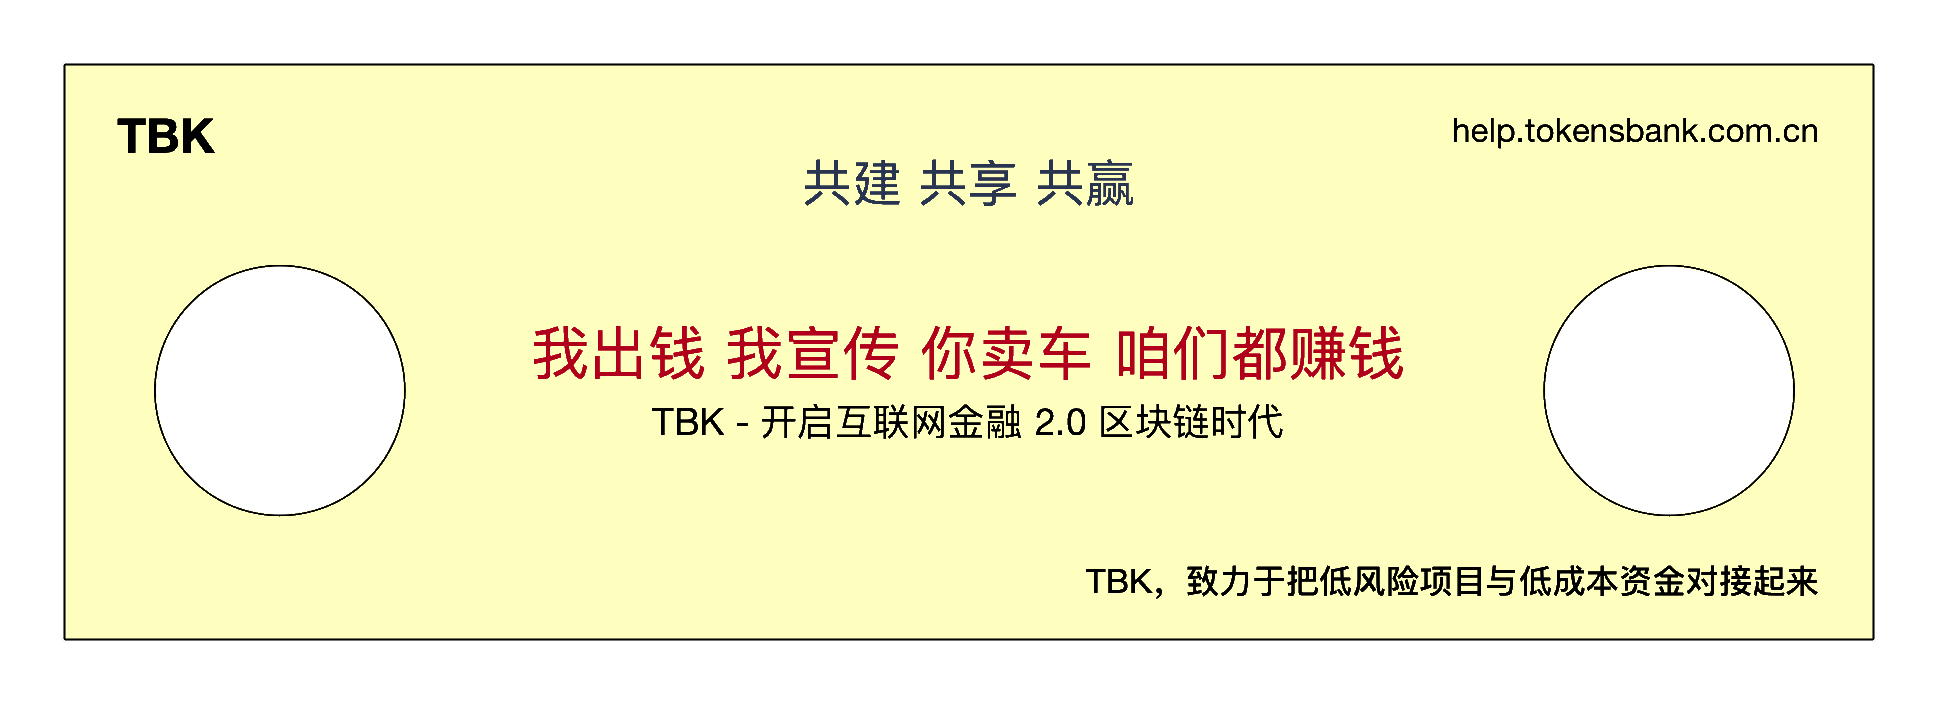 TBK
help.tokensbank.com.cn
共建 共享 共赢
我出钱 我宣传 你卖车 咱们都赚钱
TBK - 开启互联网金融 2.0 区块链时代
TBK，致力于把低风险项目与低成本资金对接起来